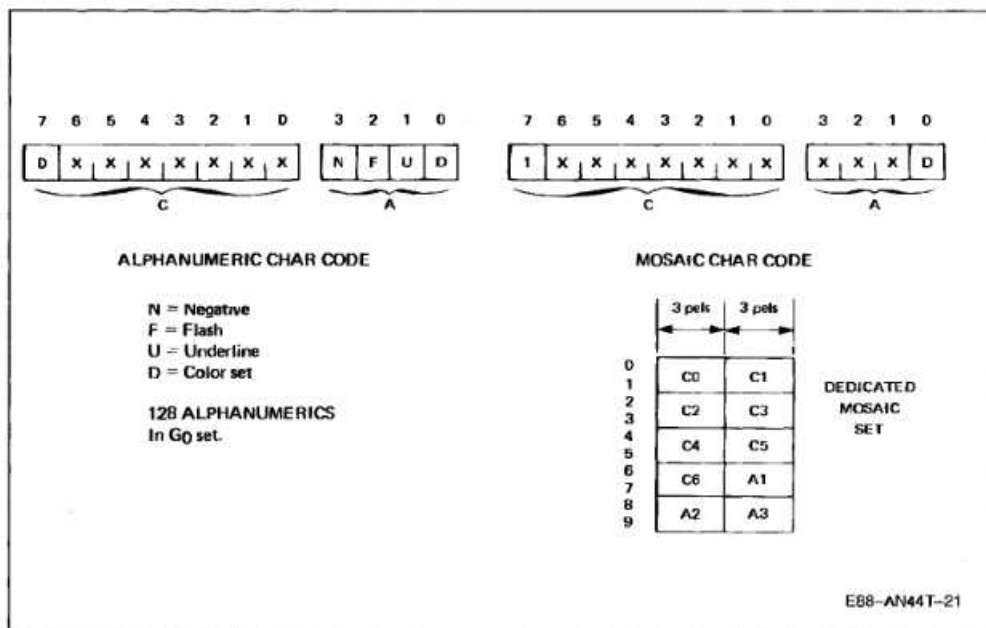 7 6 5 4 3 2 1 D 3 2 1 0 7 6 5 4 3 2 1 0 3 2 1 0
D X X X X X X X N F U D 1 X X X X X X X X X X D
C A C A
ALPHANUMERIC CHAR CODE
N = Negative
F = Flash
U = Underline
D = Color set
128 ALPHANUMERICS
In G0 set.
MOSAIC CHAR CODE
3 pels 3 pels
0
1
2
3
4
5
6
7
8
9
C0 C1
C2 C3
C4 C5
C6 A1
A2 A3
DEDICATED
MOSAIC
SET
E88-AN44T-21